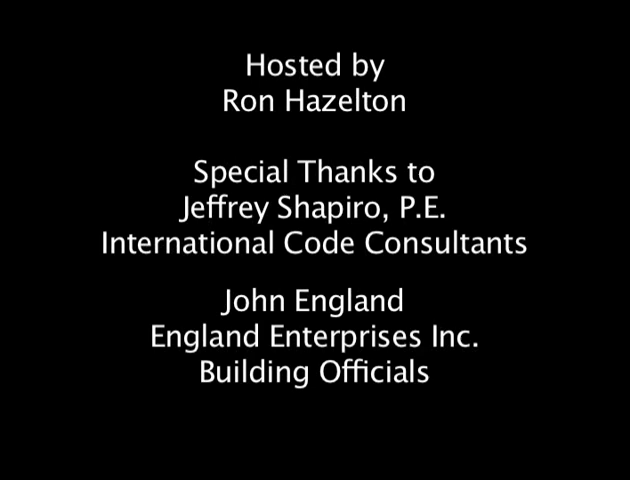 Hosted by
Ron Hazelton
Special Thanks to
Jeffrey Shapiro, P.E.
International Code Consultants
John England
England Enterprises Inc.
Building Officials